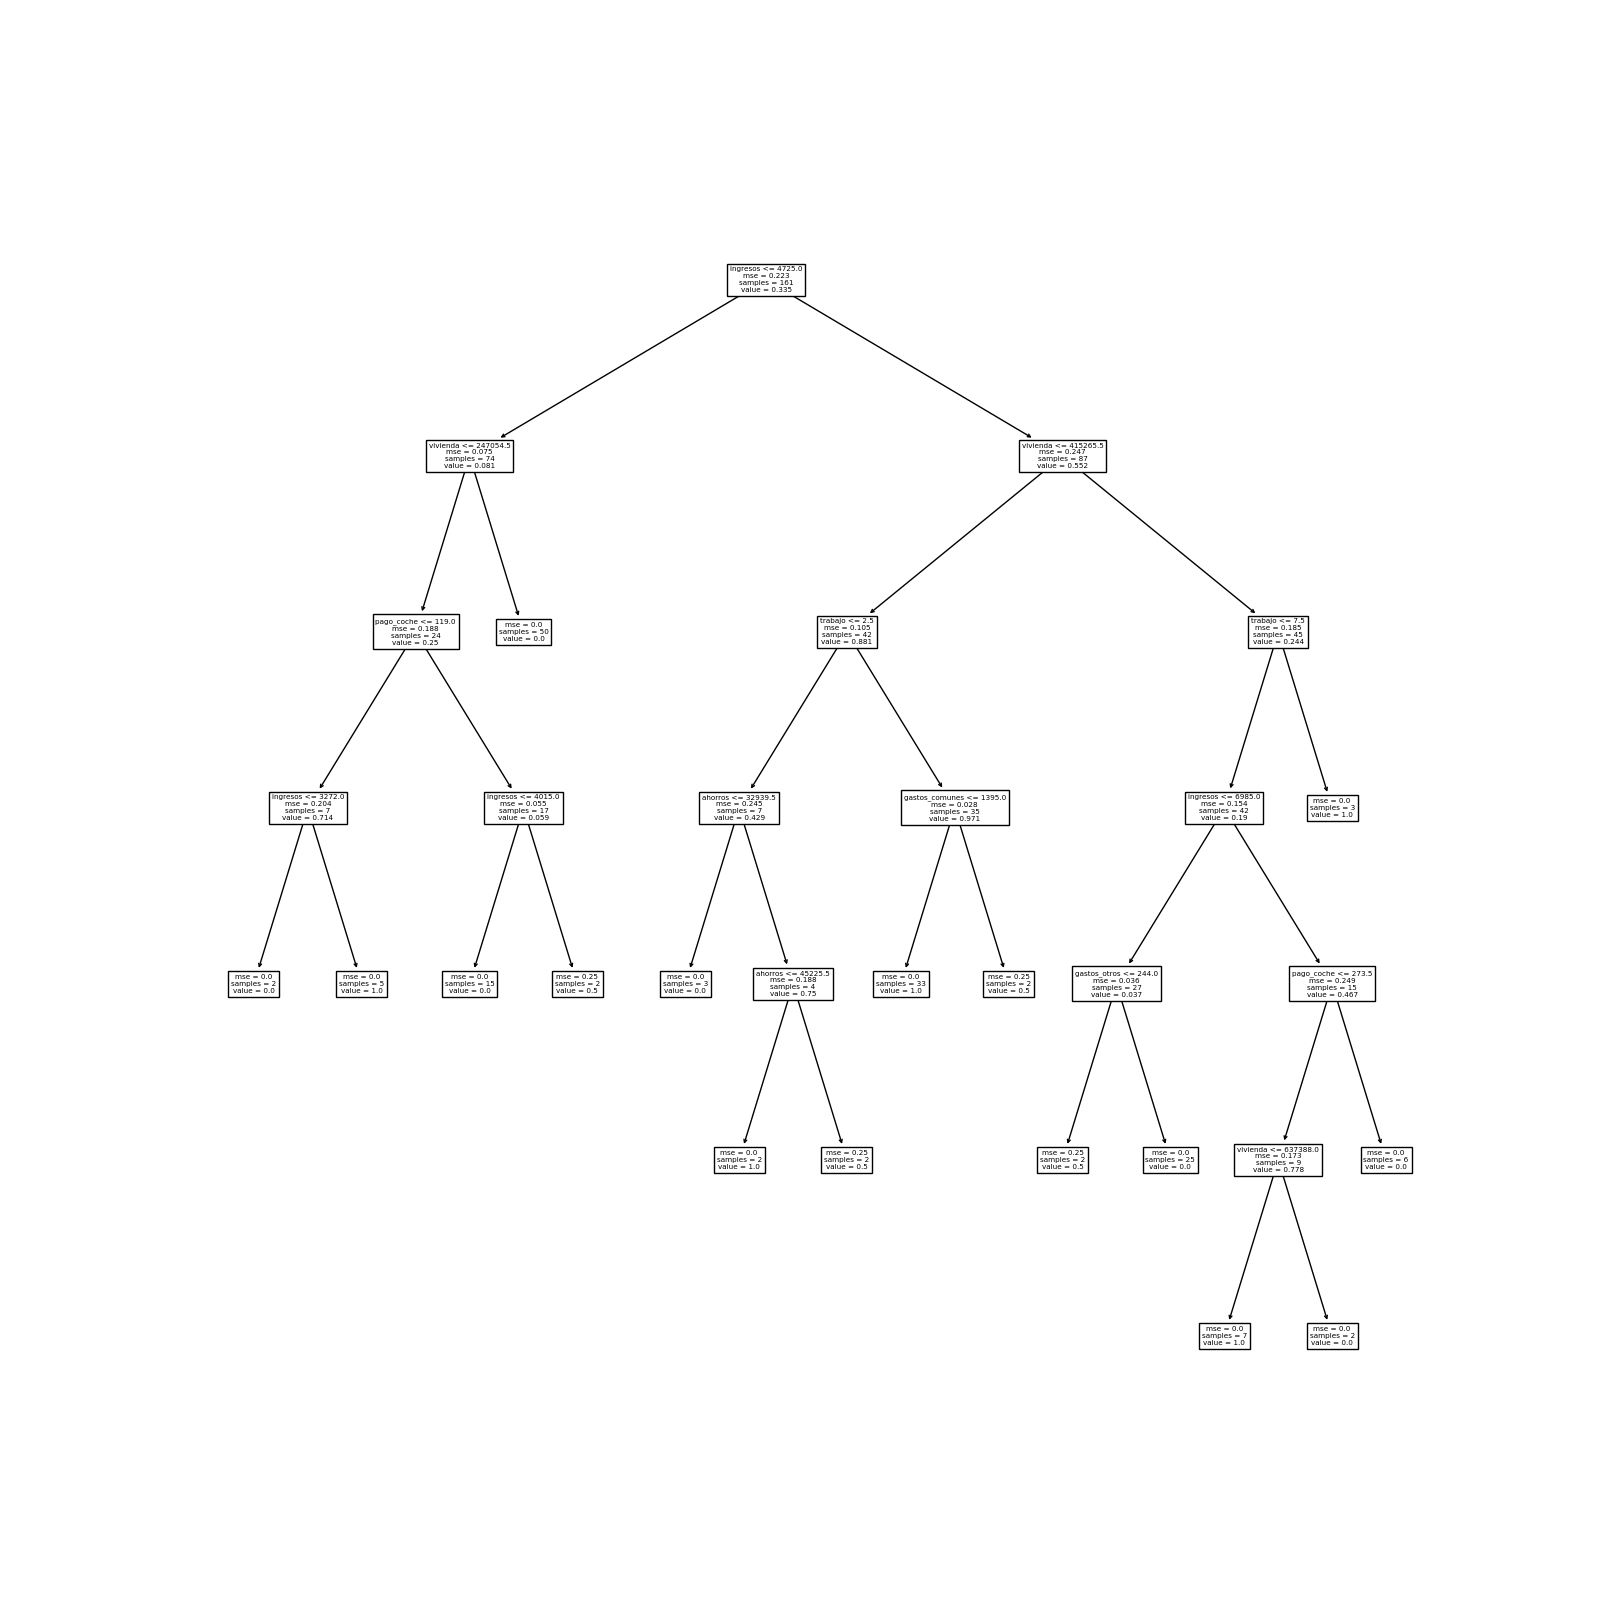 ingresos <= 4725.0
mse = 0.223
samples = 161
value = 0.335
vivienda <= 247054.5
mse = 0.075
samples = 74
value = 0.081
vivienda <= 415265.5
mse = 0.247
samples = 87
value = 0.552
pago_coche <= 119.0
mse = 0.188
samples = 24
value = 0.25
mse = 0.0
samples = 50
value = 0.0
trabajo <= 2.5
mse = 0.105
samples = 42
value = 0.881
trabajo <= 7.5
mse = 0.185
samples = 45
value = 0.244
ingresos <= 3272.0
mse = 0.204
samples = 7
value = 0.714
ingresos <= 4015.0
mse = 0.055
samples = 17
value = 0.059
ahorros <= 32939.5
mse = 0.245
samples = 7
value = 0.429
gastos_comunes <= 1395.0
mse = 0.028
samples = 35
value = 0.971
ingresos <= 6985.0
mse = 0.154
samples = 42
value = 0.19
mse = 0.0
samples = 3
value = 1.0
mse = 0.0
samples = 2
value = 0.0
mse = 0.0
samples = 5
value = 1.0
mse = 0.0
samples = 15
value = 0.0
mse = 0.25
samples = 2
value = 0.5
mse = 0.0
samples = 3
value = 0.0
ahorros <= 45225.5
mse = 0.188
samples = 4
value = 0.75
mse = 0.0
samples = 33
value = 1.0
mse = 0.25
samples = 2
value = 0.5
gastos_otros <= 244.0
mse = 0.036
samples = 27
value = 0.037
pago_coche <= 273.5
mse = 0.249
samples = 15
value = 0.467
mse = 0.0
samples = 2
value = 1.0
mse = 0.25
samples = 2
value = 0.5
mse = 0.25
samples = 2
value = 0.5
mse = 0.0
samples = 25
value = 0.0
vivienda <= 637388.0
mse = 0.173
samples = 9
value = 0.778
mse = 0.0
samples = 6
value = 0.0
mse = 0.0
samples = 7
value = 1.0
mse = 0.0
samples = 2
value = 0.0